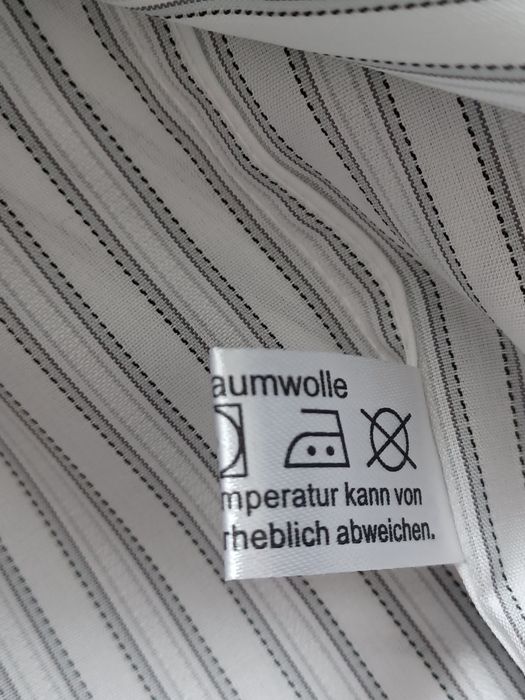 aumwolle
mperatur kann von
rheblich abweichen.